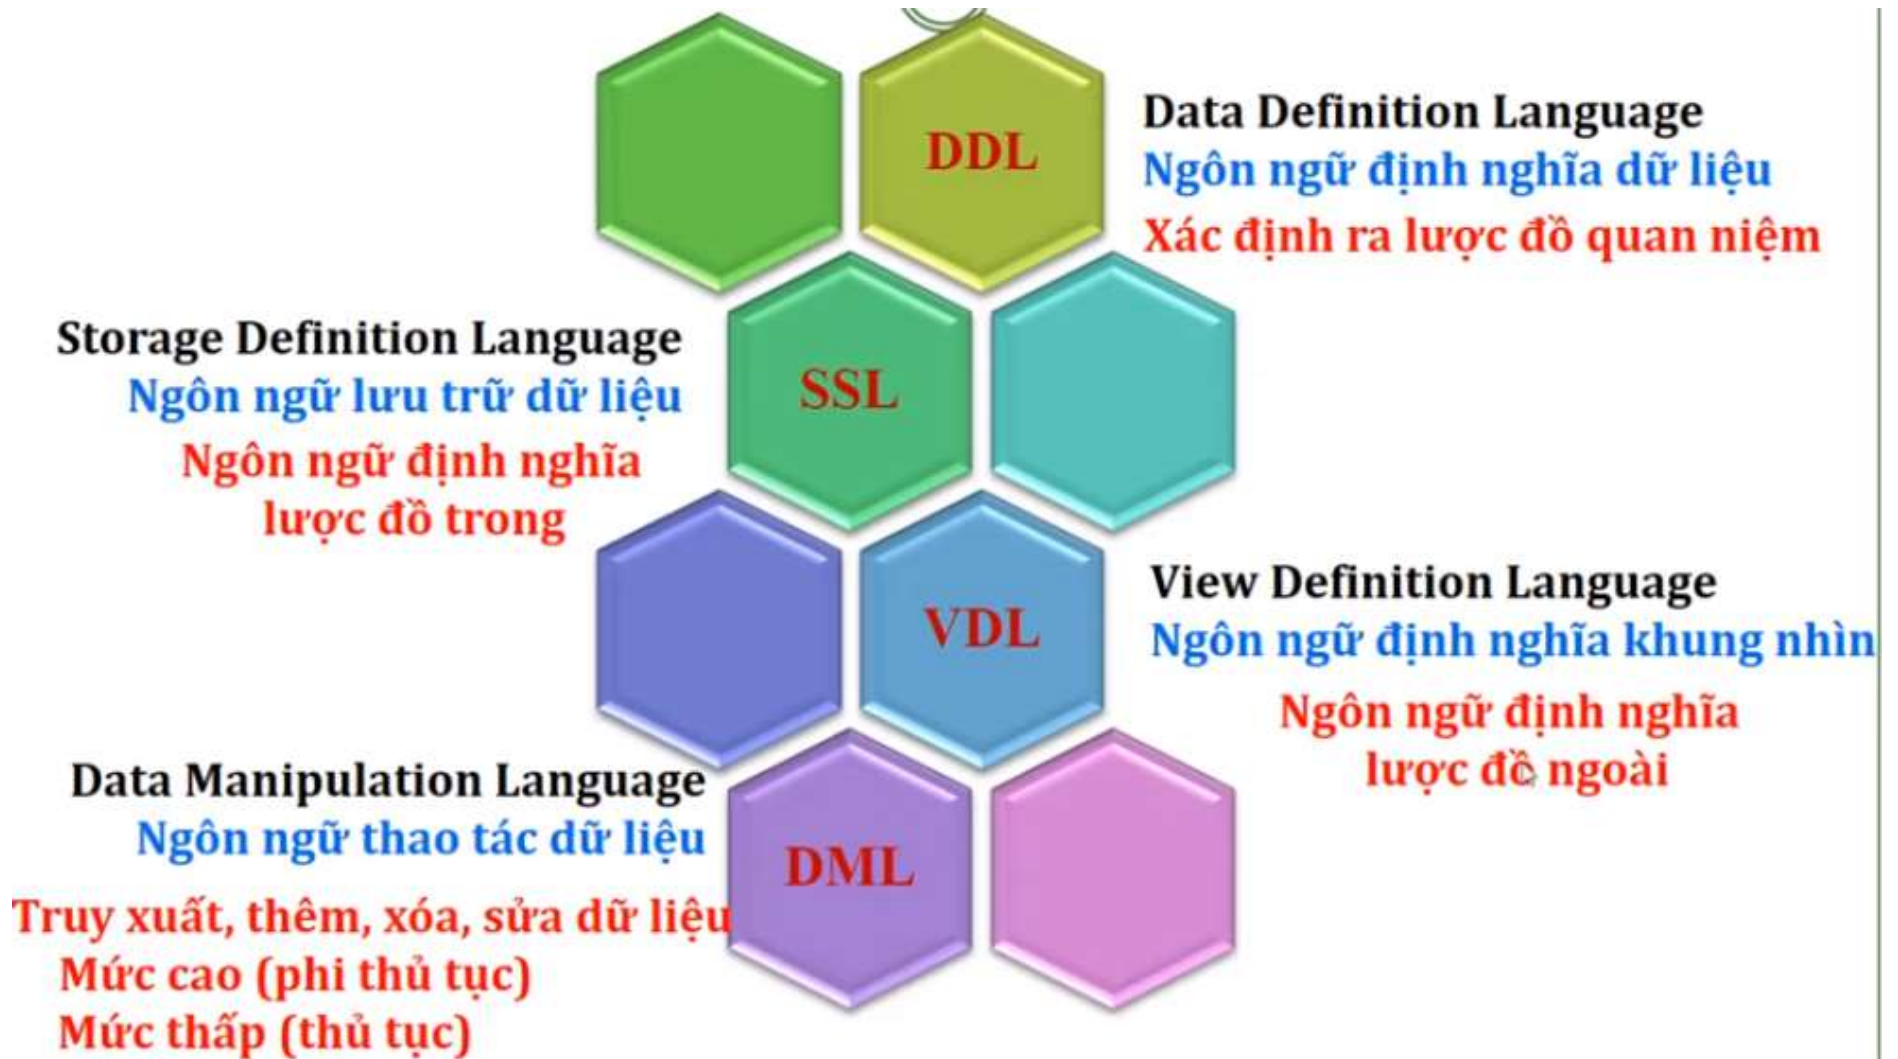 DDL
Data Definition Language
Ngôn ngữ định nghĩa dữ liệu
Xác định ra lược đồ quan niệm
Storage Definition Language
Ngôn ngữ lưu trữ dữ liệu
Ngôn ngữ định nghĩa
lược đồ trong
SSL
VDL
View Definition Language
Ngôn ngữ định nghĩa khung nhìn
Ngôn ngữ định nghĩa
lược đồ ngoài
Data Manipulation Language
Ngôn ngữ thao tác dữ liệu
Truy xuất, thêm, xóa, sửa dữ liệu
Mức cao (phi thủ tục)
Mức thấp (thủ tục)
DML